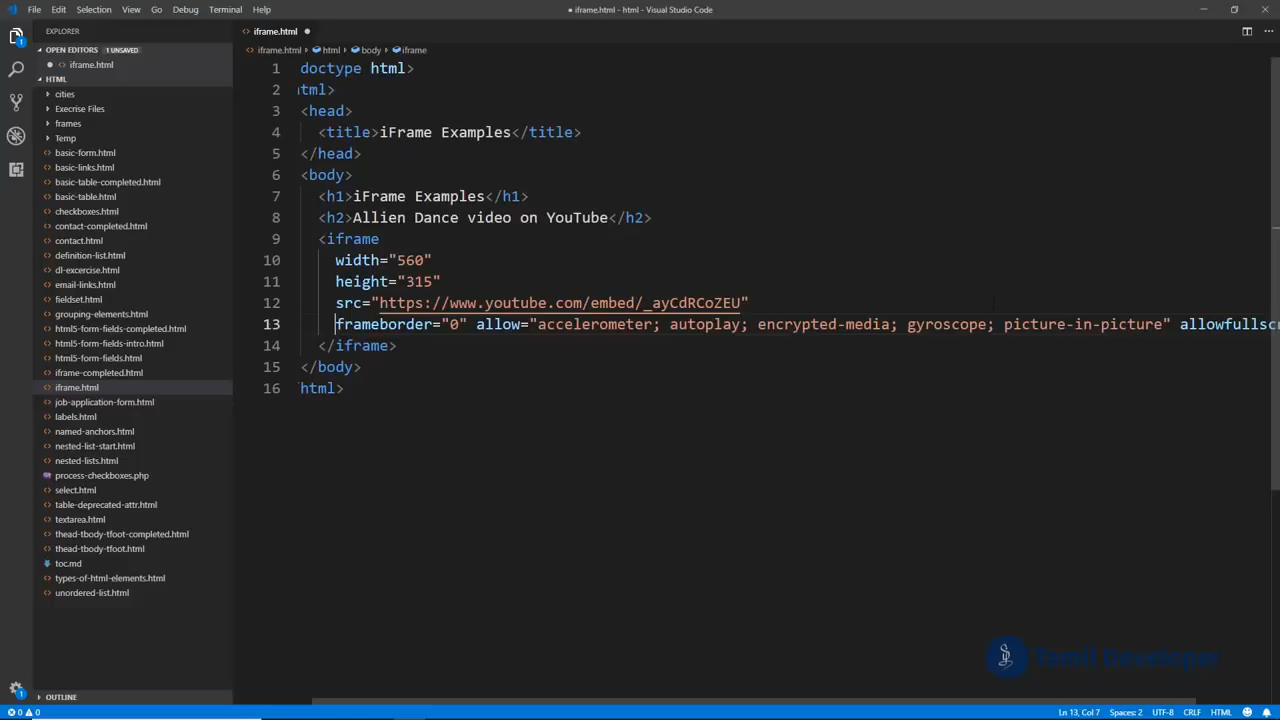 File Edit Selection View Go Debug Terminal Help
● iframe.html - html - Visual Studio Code
EXPLORER
OPEN EDITORS 1 UNSAVED
iframe.html
HTML
cities
Execrise Files
frames
Temp
basic-form.html
basic-links.html
basic-table-completed.html
basic-table.html
checkboxes.html
contact-completed.html
contact.html
definition-list.html
dl-excercise.html
email-links.html
fieldset.html
grouping-elements.html
html5-form-fields-completed.html
html5-form-fields-intro.html
html5-form-fields.html
iframe-completed.html
iframe.html
job-application-form.html
labels.html
named-anchors.html
nested-list-start.html
nested-lists.html
process-checkboxes.php
select.html
table-deprecated-attr.html
textarea.html
thead-tbody-tfoot-completed.html
thead-tbody-tfoot.html
toc.md
types-of-html-elements.html
unordered-list.html
OUTLINE
1
1
iframe.html
iframe.html > html > body > iframe
1 doctype html>
2 tml>
3 <head>
4 <title>iFrame Examples</title>
5 </head>
6 <body>
7 <h1>iFrame Examples</h1>
8 <h2>Allien Dance video on YouTube</h2>
9 <iframe
10 width="560"
11 height="315"
12 src="https://www.youtube.com/embed/_ayCdRCoZEU"
13 frameborder="0" allow="accelerometer; autoplay; encrypted-media; gyroscope; picture-in-picture" allowfullsc
14 </iframe>
15 </body>
16 html>
Tamil Developer
0 0 Ln 13, Col 7 Spaces: 2 UTF-8 CRLF HTML